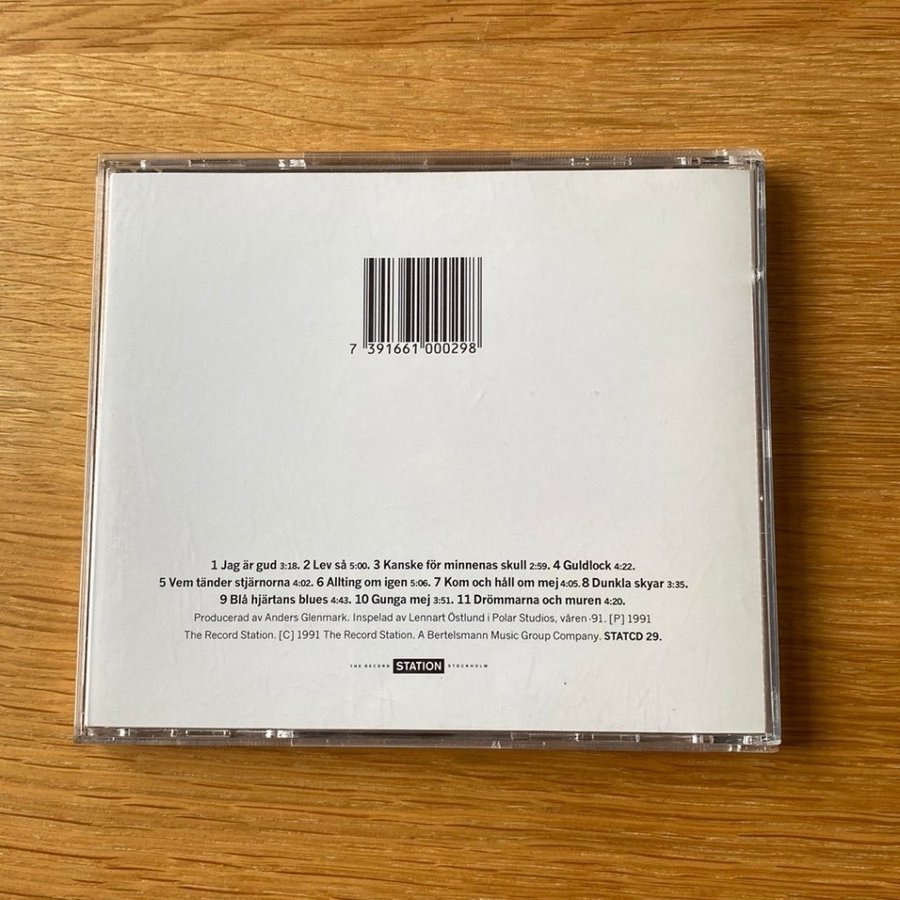 7 391661 000298
1 Jag är gud 3:18. 2 Lev så 5:00. 3 Kanske för minnenas skull 2:59. 4 Guldlock 4:22.
5 Vem tänder stjärnorna 4:02. 6 Allting om igen 5:06. 7 Kom och håll om mej 4:05. 8 Dunkla skyar 3:35.
9 Blå hjärtans blues 4:43. 10 Gunga mej 3:51. 11 Drömmarna och muren 4:20.
Producerad av Anders Glenmark. Inspelad av Lennart Östlund i Polar Studios, våren -91. [P] 1991
The Record Station. [C] 1991 The Record Station. A Bertelsmann Music Group Company. STATCD 29.
THE RECORD STATION STOCKHOLM